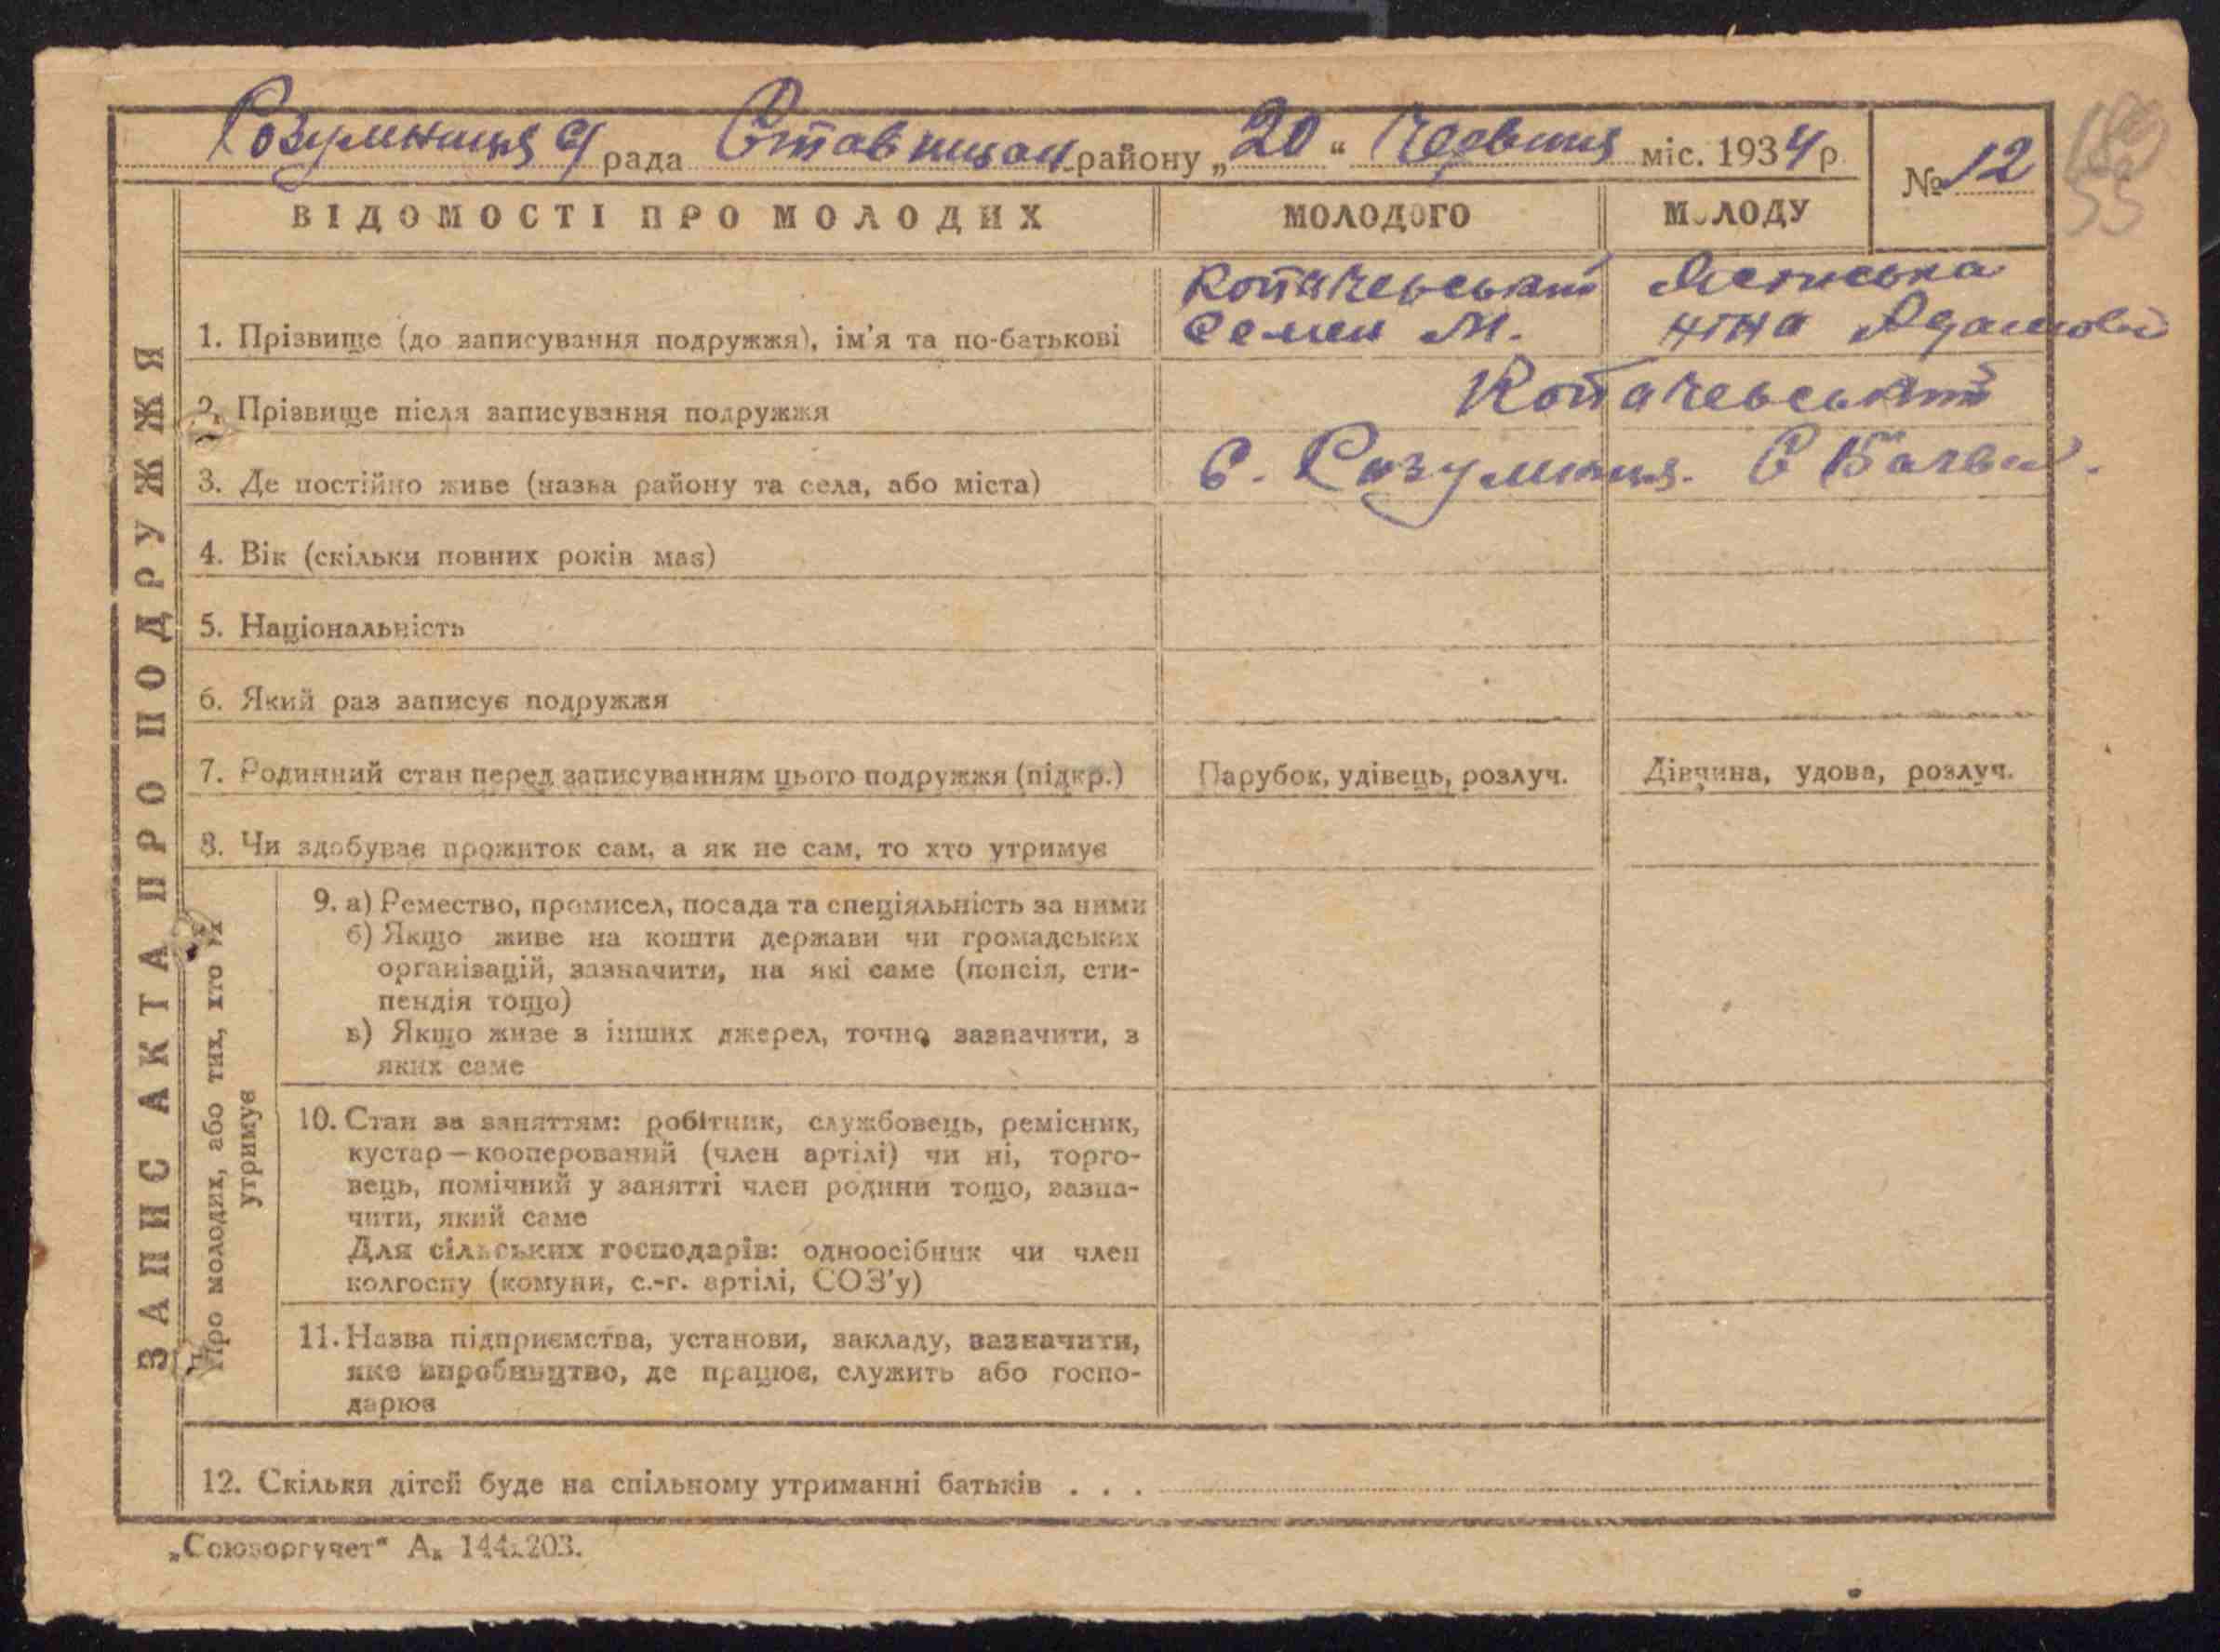 Розумниця с/ рада Ставищан району „20" Червня міс. 1934 р. № 12
55
ВІДОМОСТІ ПРО МОЛОДИХ МОЛОДОГО МОЛОДУ
ЗАПИС АКТА ПРО ПОДРУЖЖЯ
Копачевський
1. Прізвище (до записування подружжя), ім'я та по-батькові Семен М. Ніна Адамов
2. Прізвище після записування подружжя Копачевський
3. Де постійно живе (назва району та села, або міста) С. Розумниця. С
4. Вік (скільки повних років має)
5. Національність
6. Який раз записує подружжя
7. Родинний стан перед записуванням цього подружжя (підкр.) Парубок, удівець, розлуч. Дівчина, удова, розлуч.
8. Чи здобуває прожиток сам, а як не сам, то хто утримує
Про молодих, або тих, хто їх
утримує
9. а) Ремество, промисел, посада та спеціяльність за ними
б) Якщо живе на кошти держави чи громадських
організацій, зазначити, на які саме (пенсія, сти-
пендія тощо)
в) Якщо живе з інших джерел, точно зазначити, з
яких саме
10. Стан за заняттям: робітник, службовець, ремісник,
кустар—кооперований (член артілі) чи ні, торго-
вець, помічний у занятті член родини тощо, зазна-
чити, який саме
Для сільських господарів: одноосібник чи член
колгоспу (комуни, с.-г. артілі, СОЗ'у)
11. Назва підприємства, установи, закладу, зазначити,
яке виробництво, де працює, служить або госпо-
дарює
12. Скільки дітей буде на спільному утриманні батьків . . .
„Союзоргучет"